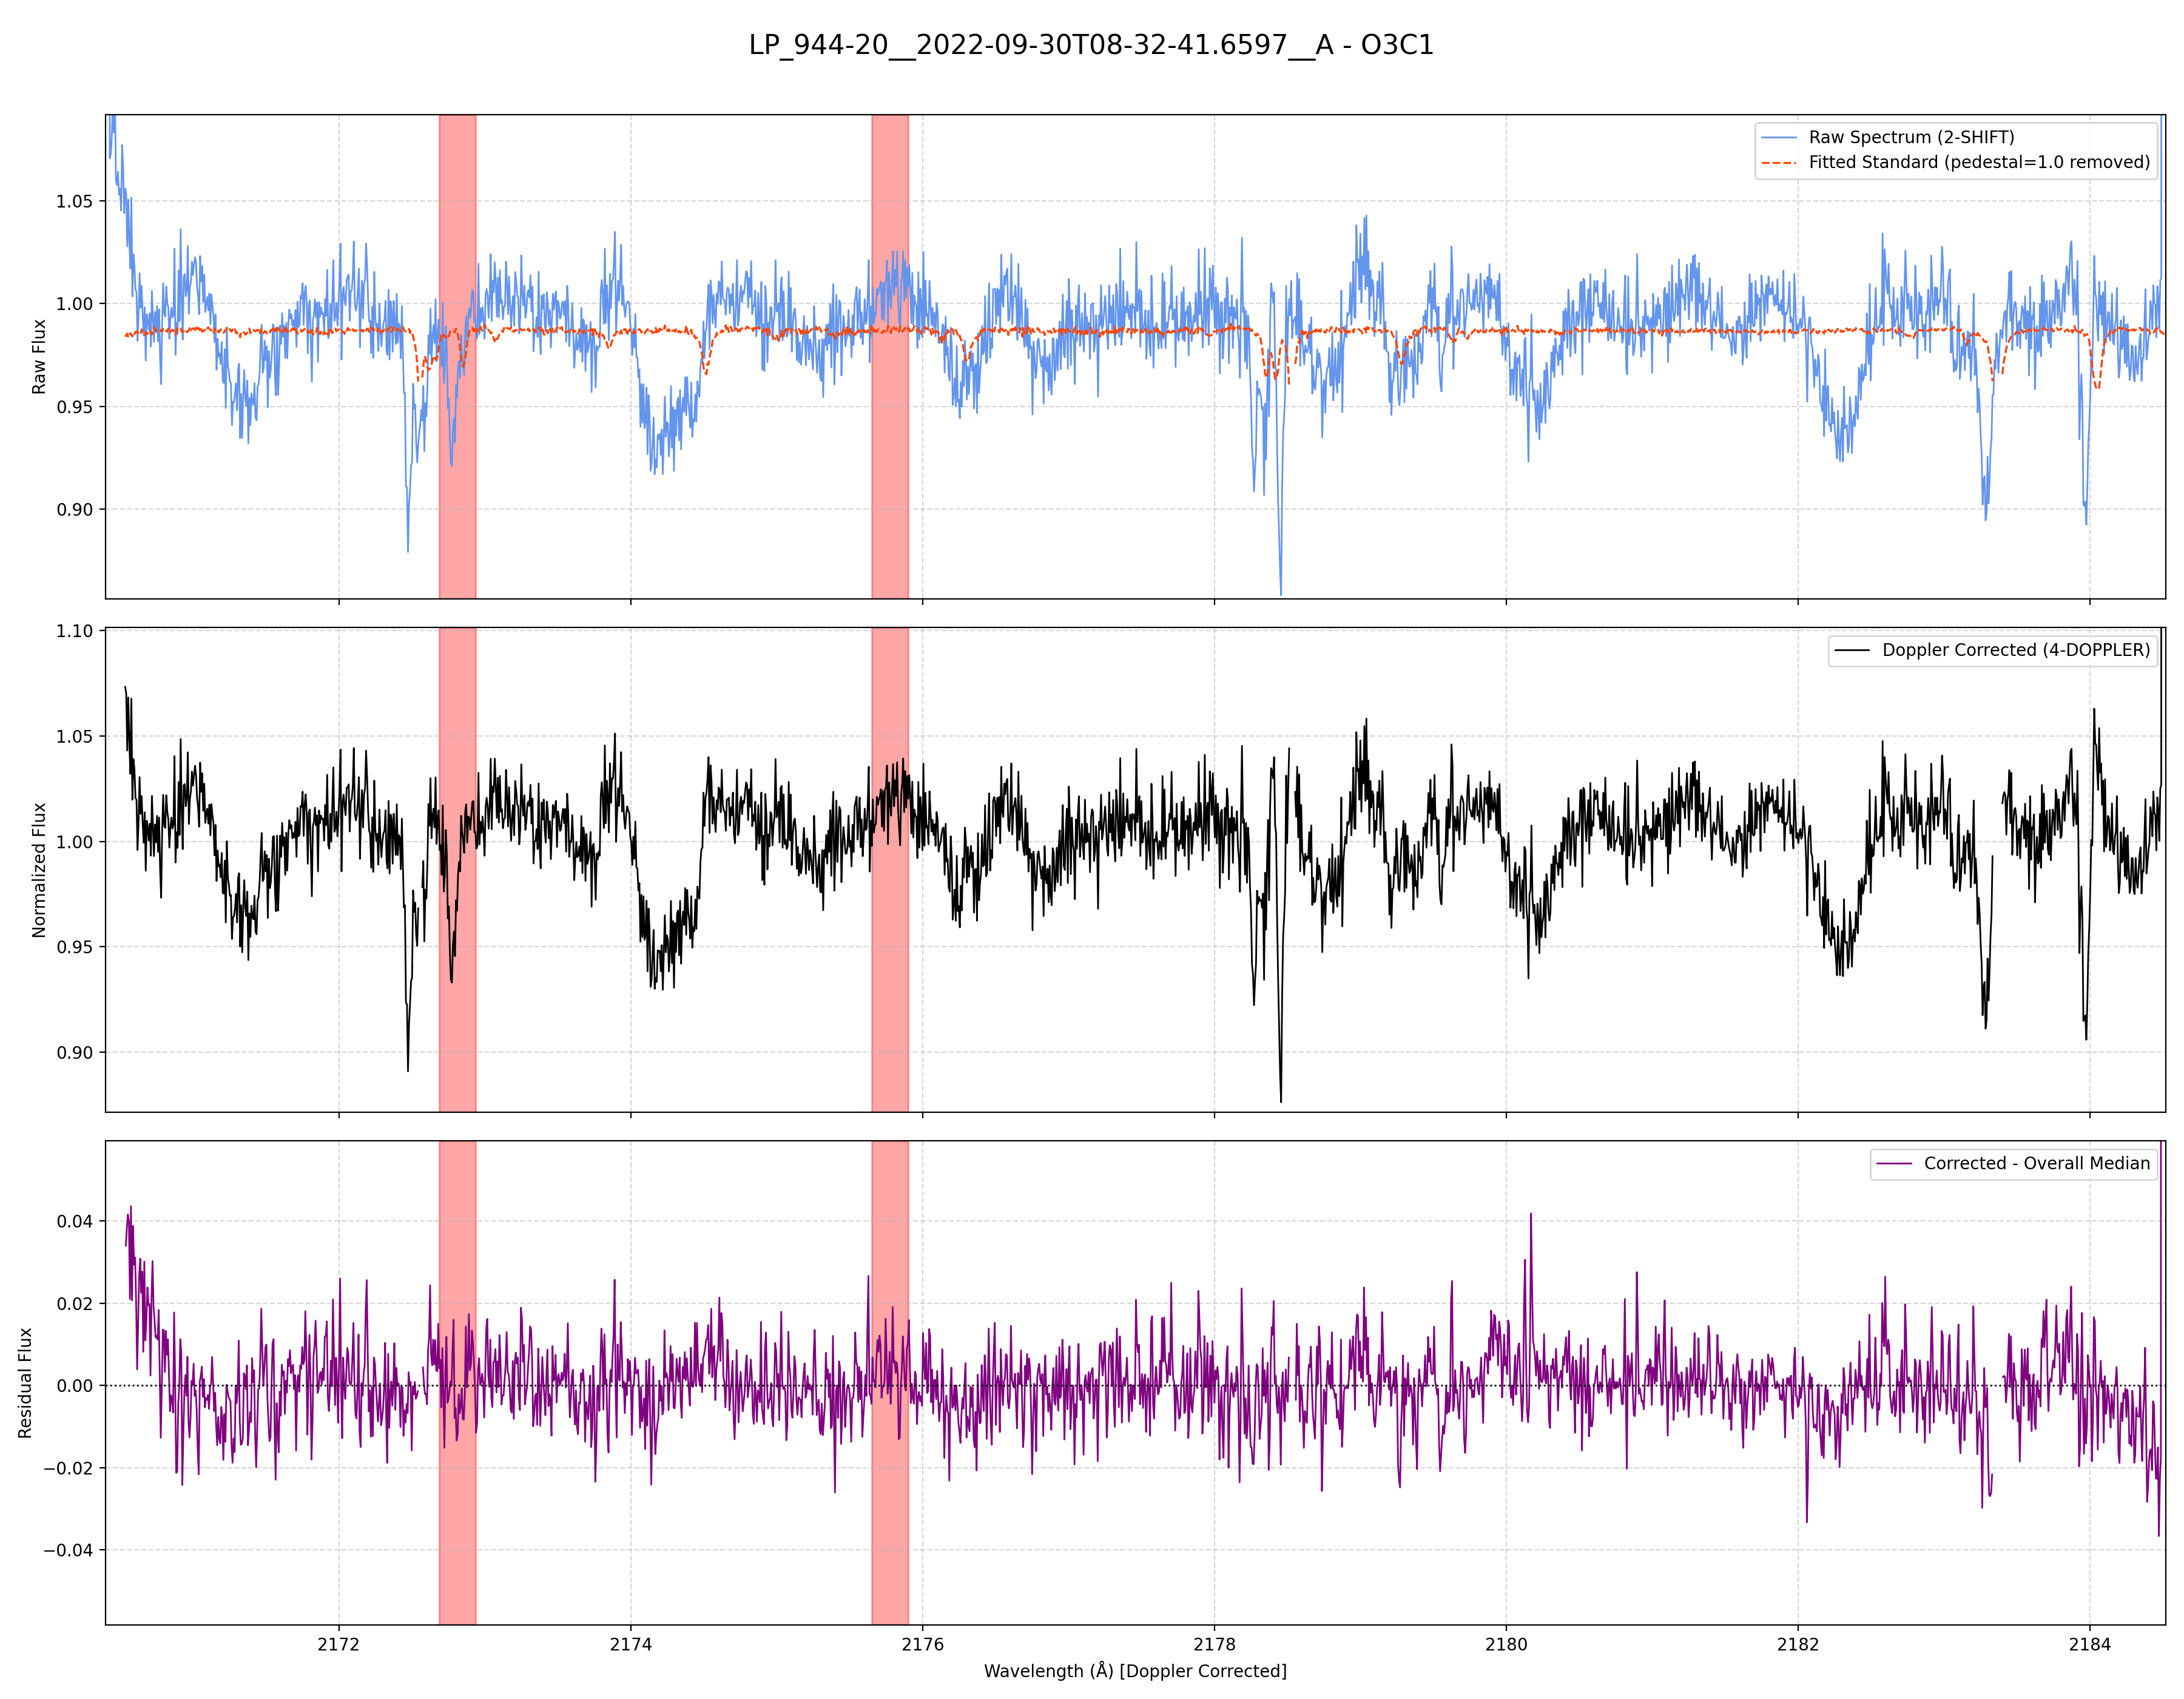 LP_944-20__2022-09-30T08-32-41.6597__A - O3C1
Raw Spectrum (2-SHIFT)
Fitted Standard (pedestal=1.0 removed)
1.05
1.00
0.95
0.90
Raw Flux
Doppler Corrected (4-DOPPLER)
1.10
1.05
1.00
0.95
0.90
Normalized Flux
Corrected - Overall Median
0.04
0.02
0.00
−0.02
−0.04
Residual Flux
2172 2174 2176 2178 2180 2182 2184
Wavelength (Å) [Doppler Corrected]